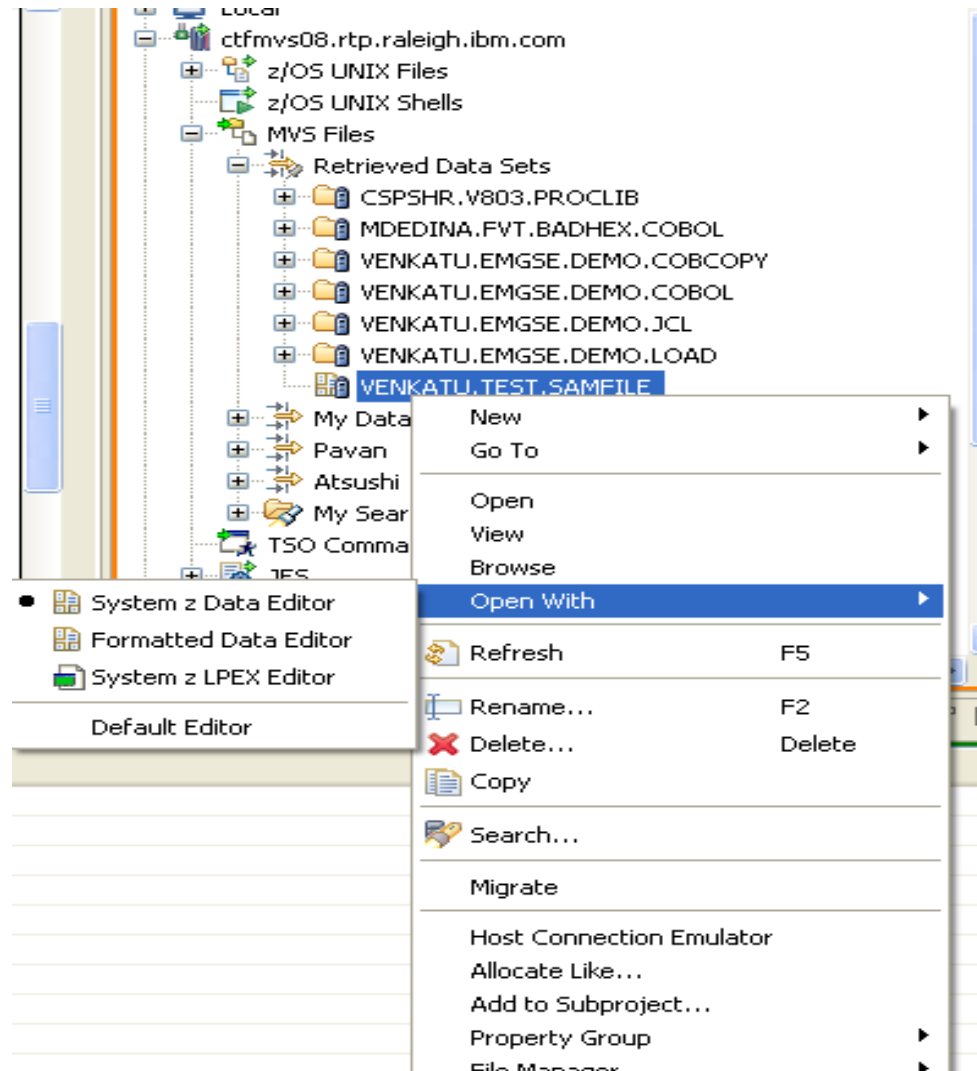 Local
ctfmvs08.rtp.raleigh.ibm.com
z/OS UNIX Files
z/OS UNIX Shells
MVS Files
Retrieved Data Sets
CSPSHR.V803.PROCLIB
MDEDINA.FVT.BADHEX.COBOL
VENKATU.EMGSE.DEMO.COBCOPY
VENKATU.EMGSE.DEMO.COBOL
VENKATU.EMGSE.DEMO.JCL
VENKATU.EMGSE.DEMO.LOAD
VENKATU.TEST.SAMFILE
My Data
Pavan
Atsushi
My Sear
TSO Comma
JES
New
Go To
Open
View
Browse
Open With
Refresh F5
Rename... F2
Delete... Delete
Copy
Search...
Migrate
Host Connection Emulator
Allocate Like...
Add to Subproject...
Property Group
File Manager
System z Data Editor
Formatted Data Editor
System z LPEX Editor
Default Editor